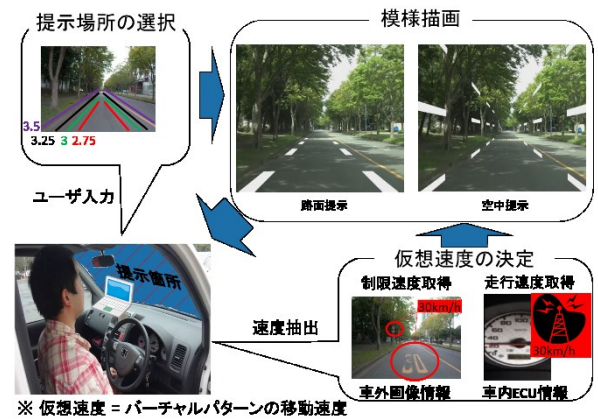 提示場所の選択
模様描画
3.5
3.25 3 2.75
路面提示
空中提示
ユーザ入力
提示箇所
速度抽出
仮想速度の決定
制限速度取得
走行速度取得
30km/h
30
30km/h
車外画像情報
車内ECU情報
※ 仮想速度 = バーチャルパターンの移動速度